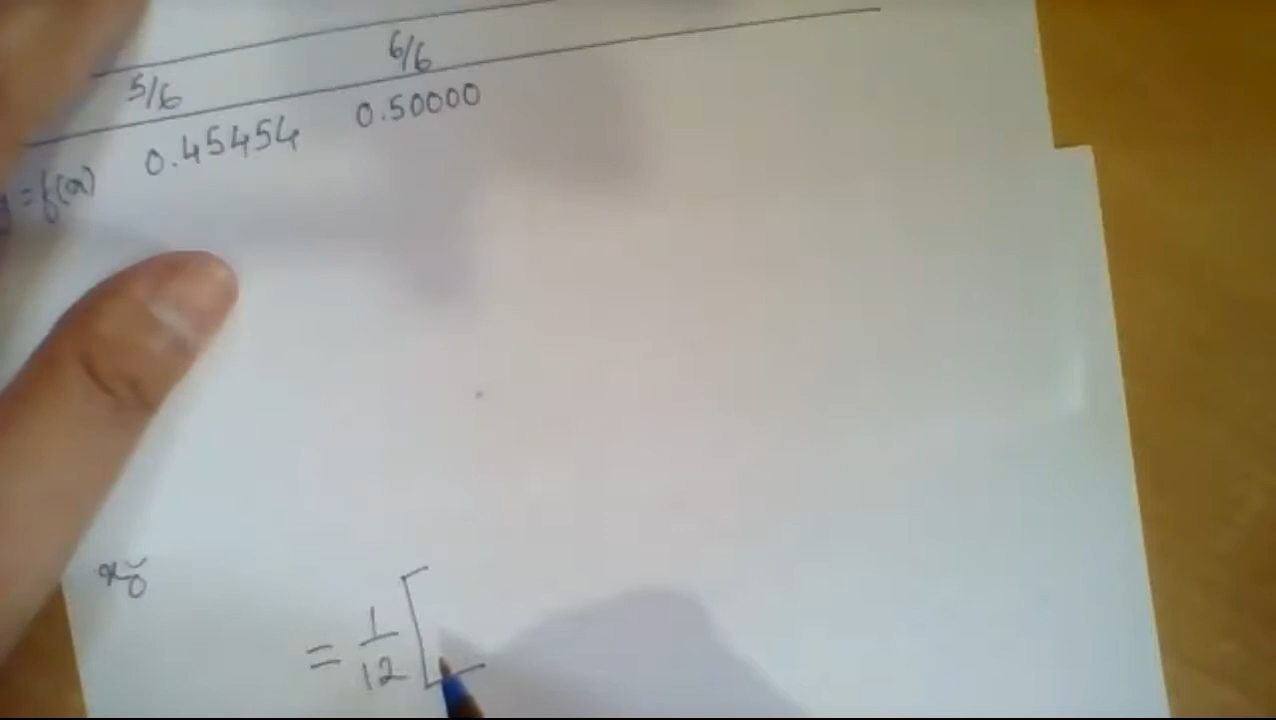 5/6 6/6
y = f(x) 0.45454 0.50000
= 1/12 [